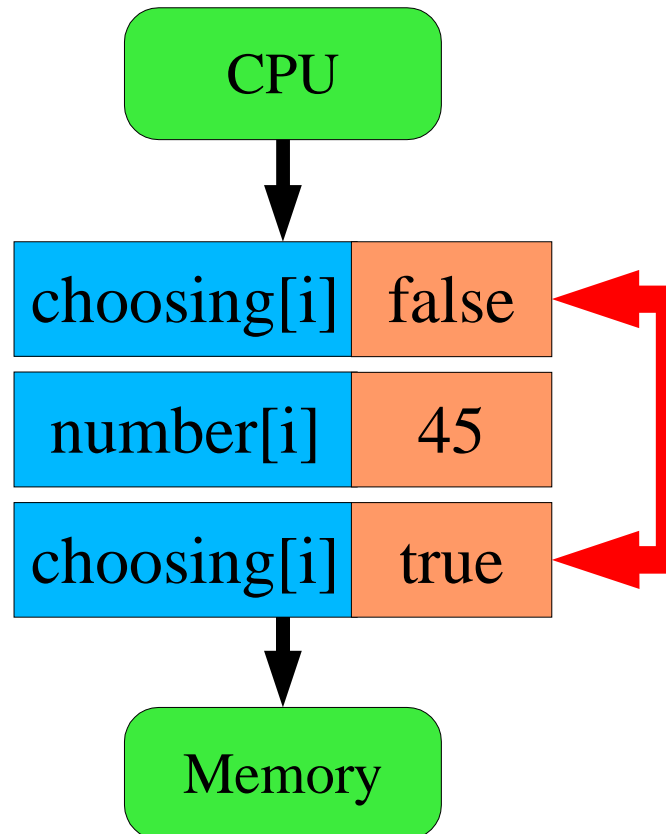 CPU
choosing[i] false
number[i] 45
choosing[i] true
Memory